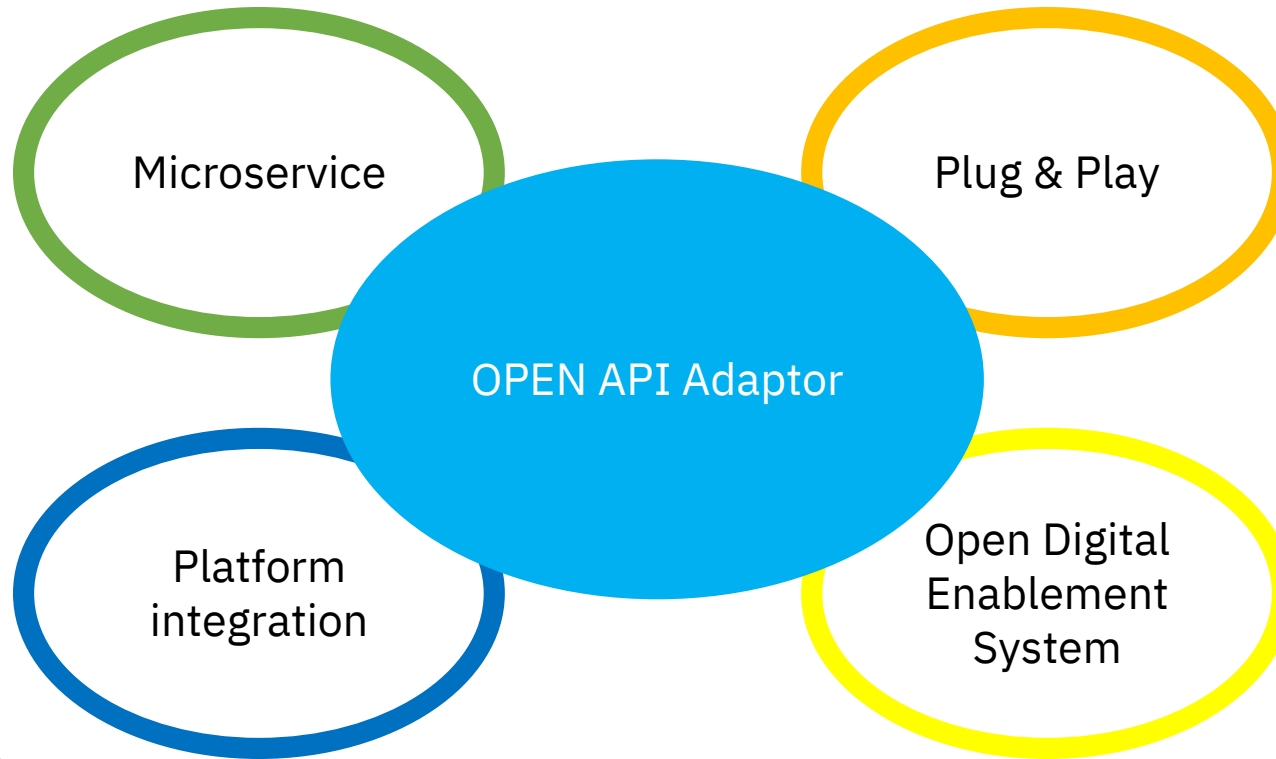 Microservice
Plug & Play
OPEN API Adaptor
Platform
integration
Open Digital
Enablement
System